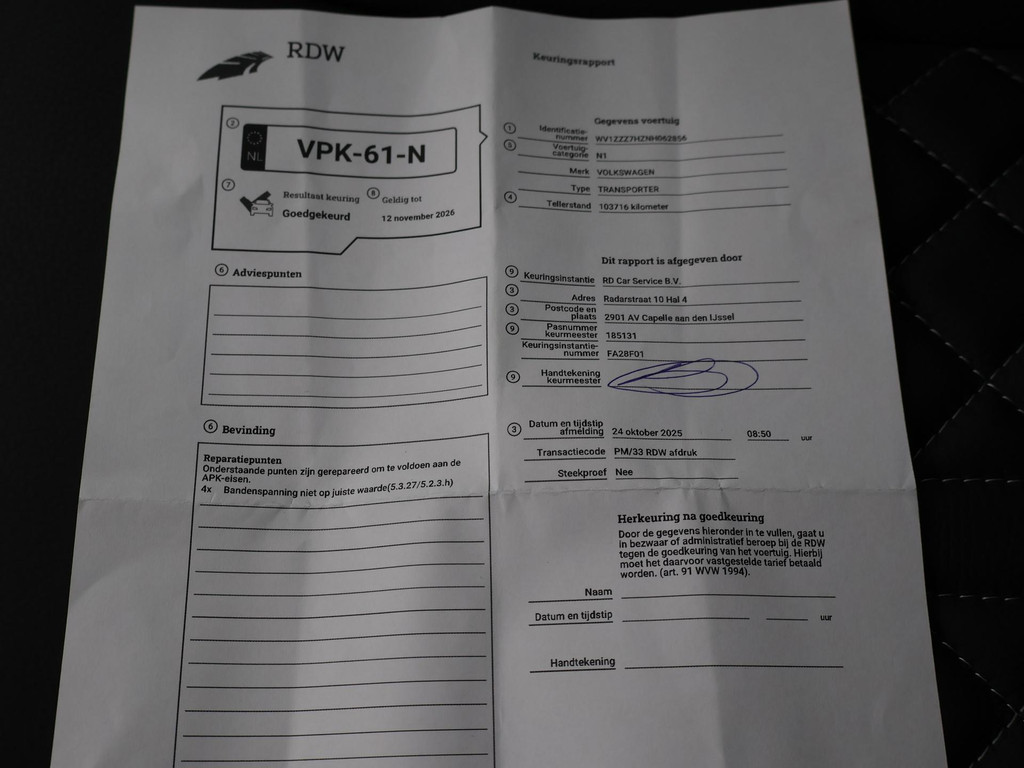 RDW
Keuringsrapport
2
NL
VPK-61-N
7
Resultaat keuring
Goedgekeurd
8
Geldig tot
12 november 2026
6 Adviespunten
6 Bevinding
Reparatiepunten
Onderstaande punten zijn gerepareerd om te voldoen aan de
APK-eisen.
4x Bandenspanning niet op juiste waarde(5.3.27/5.2.3.h)
Gegevens voertuig
1 Identificatie-
nummer WV1ZZZ7HZNH062856
5 Voertuig-
categorie N1
Merk VOLKSWAGEN
Type TRANSPORTER
4 Tellerstand 103716 kilometer
Dit rapport is afgegeven door
9 Keuringsinstantie RD Car Service B.V.
3 Adres Radarstraat 10 Hal 4
3 Postcode en
plaats 2901 AV Capelle aan den IJssel
9 Pasnummer
keurmeester 185131
Keuringsinstantie-
nummer FA28F01
9 Handtekening
keurmeester
3 Datum en tijdstip
afmelding 24 oktober 2025 08:50 uur
Transactiecode PM/33 RDW afdruk
Steekproef Nee
Herkeuring na goedkeuring
Door de gegevens hieronder in te vullen, gaat u
in bezwaar of administratief beroep bij de RDW
tegen de goedkeuring van het voertuig. Hierbij
moet het daarvoor vastgestelde tarief betaald
worden. (art. 91 WVW 1994).
Naam
Datum en tijdstip uur
Handtekening